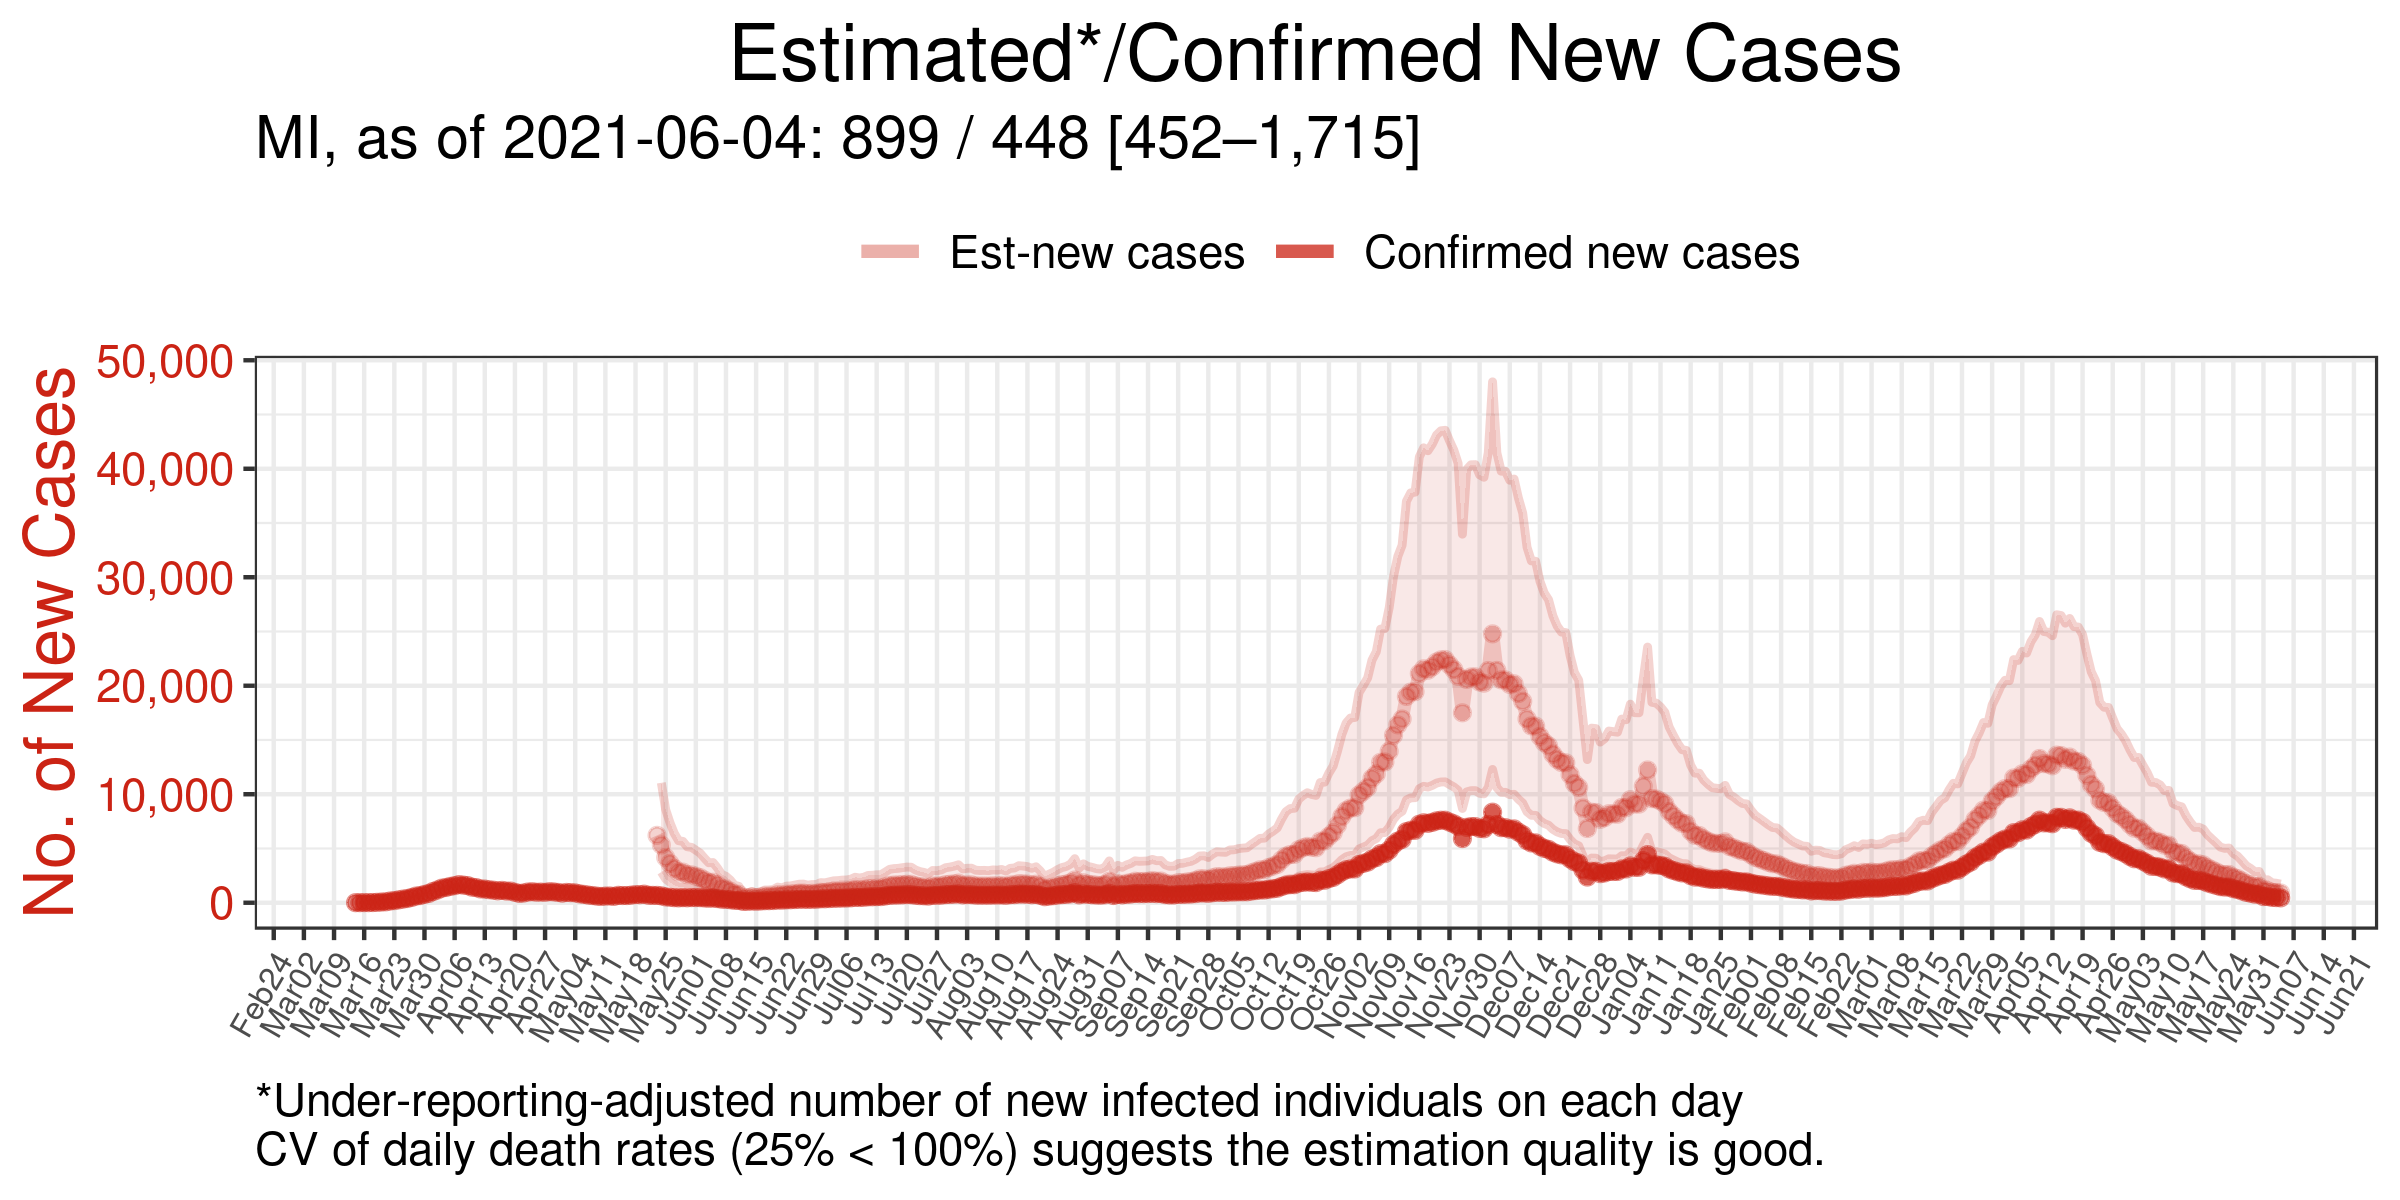 Estimated*/Confirmed New Cases
MI, as of 2021-06-04: 899 / 448 [452–1,715]
Est-new cases
Confirmed new cases
No. of New Cases
50,000
40,000
30,000
20,000
10,000
0
Feb24
Mar02
Mar09
Mar16
Mar23
Mar30
Apr06
Apr13
Apr20
Apr27
May04
May11
May18
May25
Jun01
Jun08
Jun15
Jun22
Jun29
Jul06
Jul13
Jul20
Jul27
Aug03
Aug10
Aug17
Aug24
Aug31
Sep07
Sep14
Sep21
Sep28
Oct05
Oct12
Oct19
Oct26
Nov02
Nov09
Nov16
Nov23
Nov30
Dec07
Dec14
Dec21
Dec28
Jan04
Jan11
Jan18
Jan25
Feb01
Feb08
Feb15
Feb22
Mar01
Mar08
Mar15
Mar22
Mar29
Apr05
Apr12
Apr19
Apr26
May03
May10
May17
May24
May31
Jun07
Jun14
Jun21
*Under-reporting-adjusted number of new infected individuals on each day
CV of daily death rates (25% < 100%) suggests the estimation quality is good.